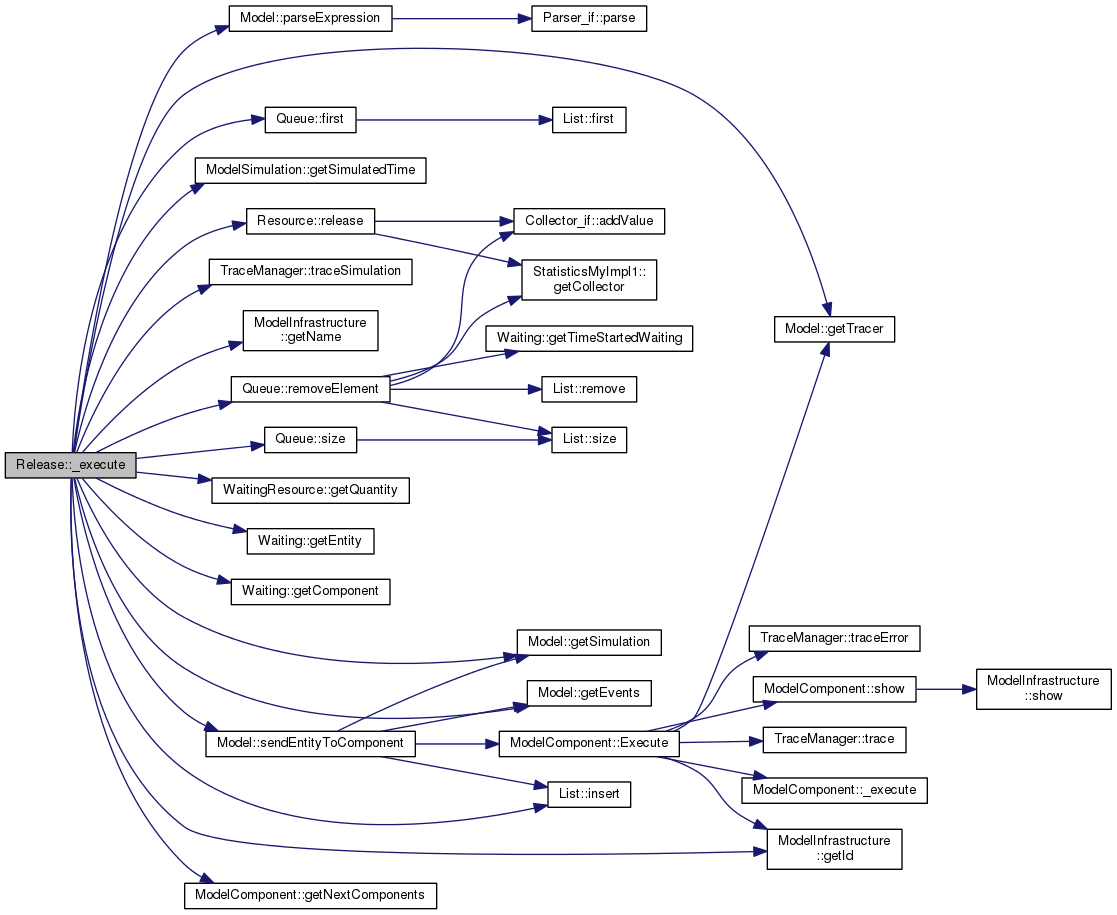 Model::parseExpression
Parser_if::parse
Queue::first
List::first
ModelSimulation::getSimulatedTime
Resource::release
Collector_if::addValue
TraceManager::traceSimulation
StatisticsMyImpl1::
getCollector
ModelInfrastructure
::getName
Waiting::getTimeStartedWaiting
Model::getTracer
Queue::removeElement
List::remove
Queue::size
List::size
Release::_execute
WaitingResource::getQuantity
Waiting::getEntity
Waiting::getComponent
Model::getSimulation
TraceManager::traceError
Model::getEvents
ModelComponent::show
ModelInfrastructure
::show
Model::sendEntityToComponent
ModelComponent::Execute
TraceManager::trace
List::insert
ModelComponent::_execute
ModelInfrastructure
::getId
ModelComponent::getNextComponents